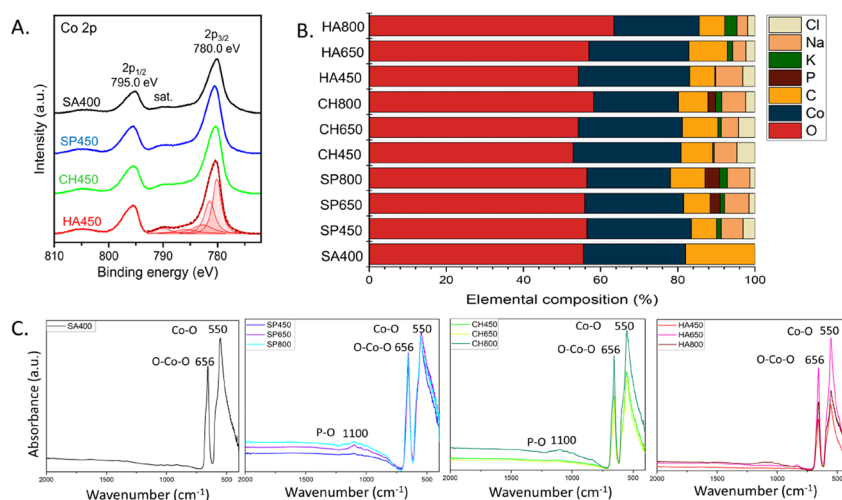 A.
Co 2p
2p3/2
780.0 eV
2p1/2
795.0 eV
sat.
SA400
SP450
CH450
HA450
Intensity (a.u.)
810 800 790 780
Binding energy (eV)
B.
HA800
HA650
HA450
CH800
CH650
CH450
SP800
SP650
SP450
SA400
0 20 40 60 80 100
Elemental composition (%)
Cl
Na
K
P
C
Co
O
C.
Absorbance (a.u.)
SA400
Co-O 550
O-Co-O 656
2000 1500 1000 500
Wavenumber (cm-1)
SP450
SP650
SP800
Co-O 550
O-Co-O 656
P-O 1100
2000 1500 1000 500
Wavenumber (cm-1)
CH450
CH650
CH800
Co-O 550
O-Co-O 656
P-O 1100
2000 1500 1000 500
Wavenumber (cm-1)
HA450
HA650
HA800
Co-O 550
O-Co-O 656
2000 1500 1000 500
Wavenumber (cm-1)